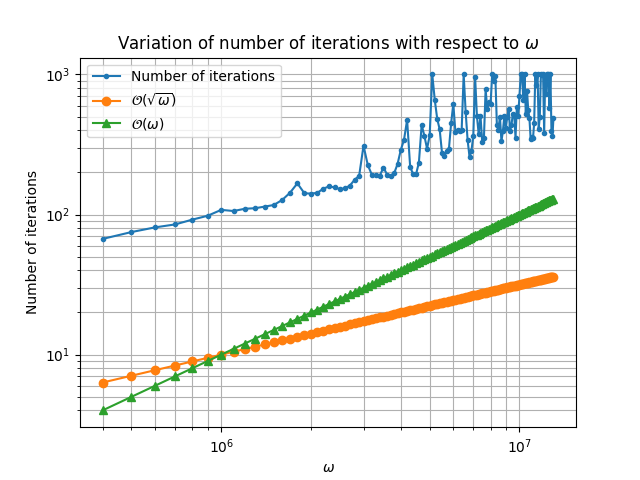 Variation of number of iterations with respect to ω
Number of iterations
10³
10²
10¹
Number of iterations
𝒪(√ω)
𝒪(ω)
10⁶
10⁷
ω